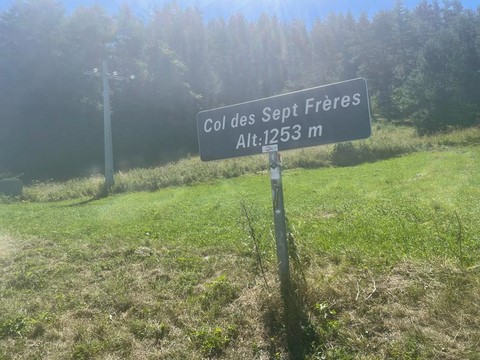 Col des Sept Frères
Alt:1253 m